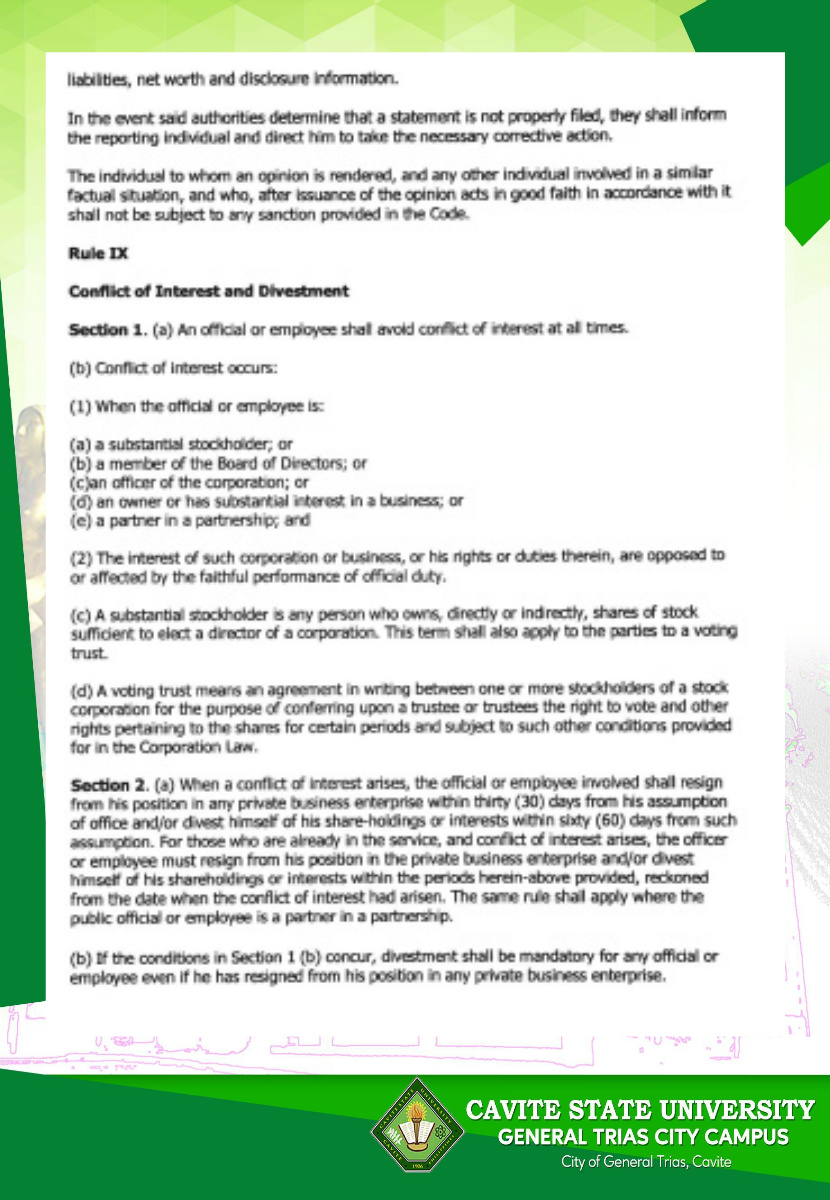 liabilities, net worth and disclosure information.
In the event said authorities determine that a statement is not properly filed, they shall inform
the reporting individual and direct him to take the necessary corrective action.
The individual to whom an opinion is rendered, and any other individual involved in a similar
factual situation, and who, after issuance of the opinion acts in good faith in accordance with it
shall not be subject to any sanction provided in the Code.
Rule IX
Conflict of Interest and Divestment
Section 1. (a) An official or employee shall avoid conflict of interest at all times.
(b) Conflict of interest occurs:
(1) When the official or employee is:
(a) a substantial stockholder; or
(b) a member of the Board of Directors; or
(c)an officer of the corporation; or
(d) an owner or has substantial interest in a business; or
(e) a partner in a partnership; and
(2) The interest of such corporation or business, or his rights or duties therein, are opposed to
or affected by the faithful performance of official duty.
(c) A substantial stockholder is any person who owns, directly or indirectly, shares of stock
sufficient to elect a director of a corporation. This term shall also apply to the parties to a voting
trust.
(d) A voting trust means an agreement in writing between one or more stockholders of a stock
corporation for the purpose of conferring upon a trustee or trustees the right to vote and other
rights pertaining to the shares for certain periods and subject to such other conditions provided
for in the Corporation Law.
Section 2. (a) When a conflict of interest arises, the official or employee involved shall resign
from his position in any private business enterprise within thirty (30) days from his assumption
of office and/or divest himself of his share-holdings or interests within sixty (60) days from such
assumption. For those who are already in the service, and conflict of interest arises, the officer
or employee must resign from his position in the private business enterprise and/or divest
himself of his shareholdings or interests within the periods herein-above provided, reckoned
from the date when the conflict of interest had arisen. The same rule shall apply where the
public official or employee is a partner in a partnership.
(b) If the conditions in Section 1 (b) concur, divestment shall be mandatory for any official or
employee even if he has resigned from his position in any private business enterprise.
CAVITE STATE UNIVERSITY
GENERAL TRIAS CITY CAMPUS
City of General Trias, Cavite
1906